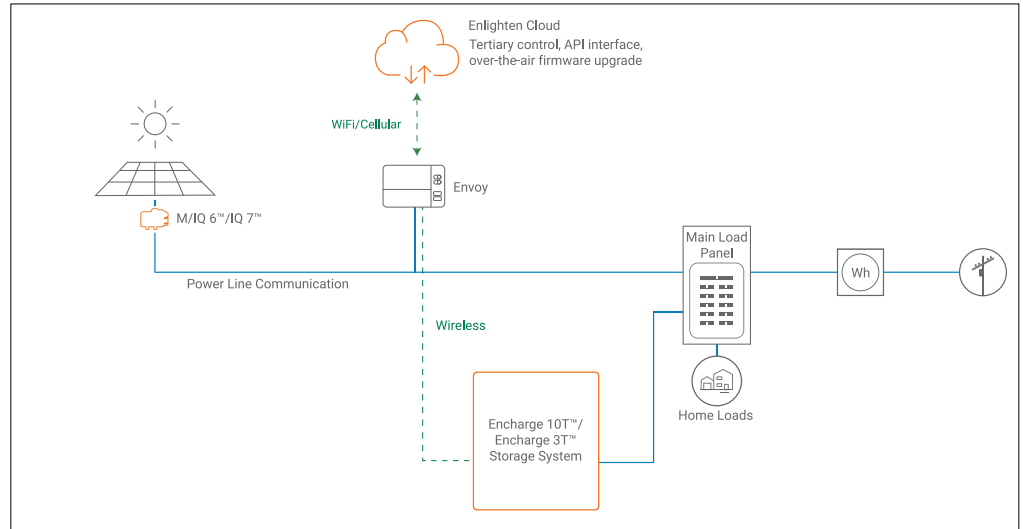 Enlighten Cloud
Tertiary control, API interface,
over-the-air firmware upgrade
WiFi/Cellular
Envoy
M/IQ 6™/IQ 7™
Main Load
Panel
Wh
Power Line Communication
Wireless
Home Loads
Encharge 10T™/
Encharge 3T™
Storage System